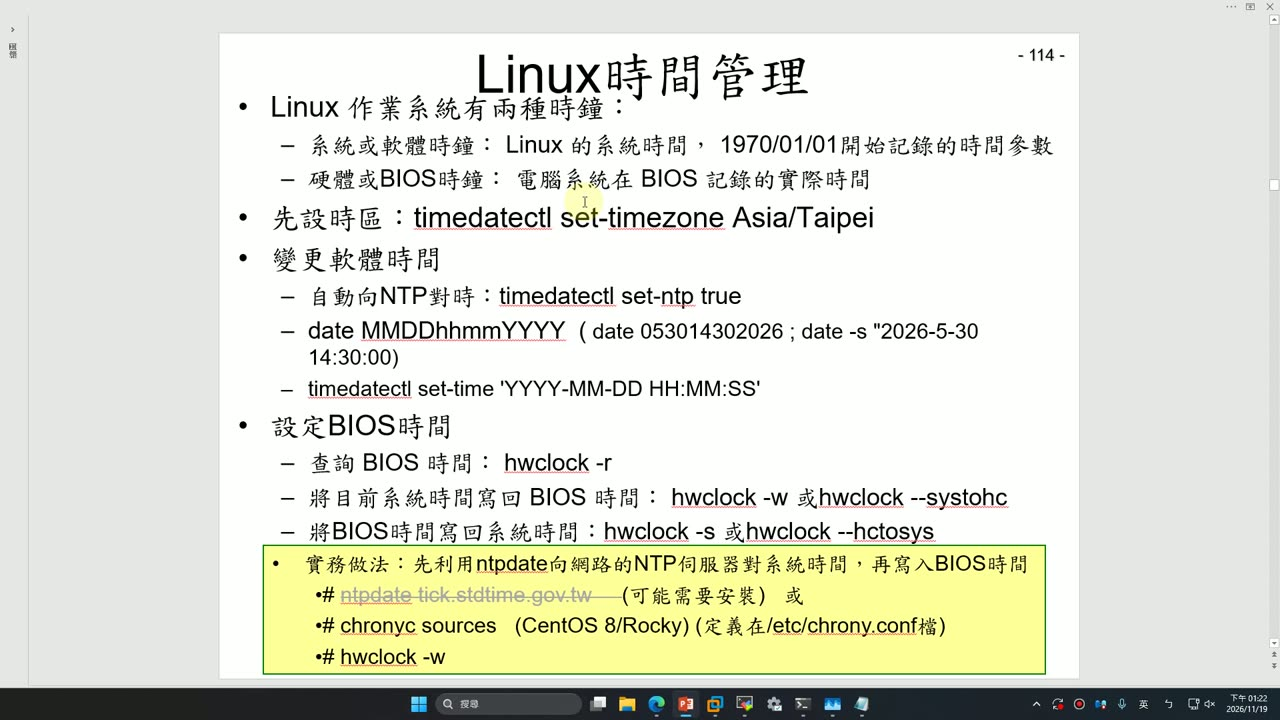 - 114 -
Linux時間管理
• Linux 作業系統有兩種時鐘：
– 系統或軟體時鐘： Linux 的系統時間， 1970/01/01開始記錄的時間參數
– 硬體或BIOS時鐘： 電腦系統在 BIOS 記錄的實際時間
• 先設時區：timedatectl set-timezone Asia/Taipei
• 變更軟體時間
– 自動向NTP對時：timedatectl set-ntp true
– date MMDDhhmmYYYY ( date 053014302026 ; date -s "2026-5-30
14:30:00)
– timedatectl set-time 'YYYY-MM-DD HH:MM:SS'
• 設定BIOS時間
– 查詢 BIOS 時間： hwclock -r
– 將目前系統時間寫回 BIOS 時間： hwclock -w 或hwclock --systohc
– 將BIOS時間寫回系統時間：hwclock -s 或hwclock --hctosys
• 實務做法：先利用ntpdate向網路的NTP伺服器對系統時間，再寫入BIOS時間
•# ntpdate tick.stdtime.gov.tw (可能需要安裝) 或
•# chronyc sources (CentOS 8/Rocky) (定義在/etc/chrony.conf檔)
•# hwclock -w
搜尋
英
下午 01:22
2026/11/19